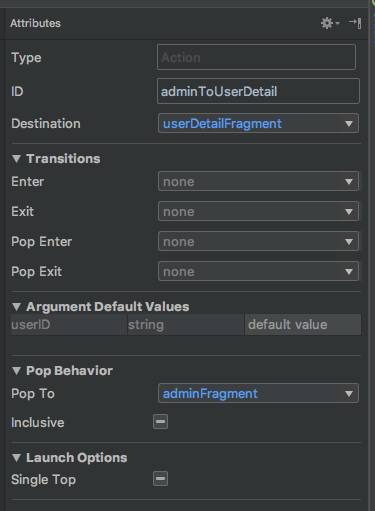 Attributes
Type Action
ID adminToUserDetail
Destination userDetailFragment
Transitions
Enter none
Exit none
Pop Enter none
Pop Exit none
Argument Default Values
userID string default value
Pop Behavior
Pop To adminFragment
Inclusive
Launch Options
Single Top